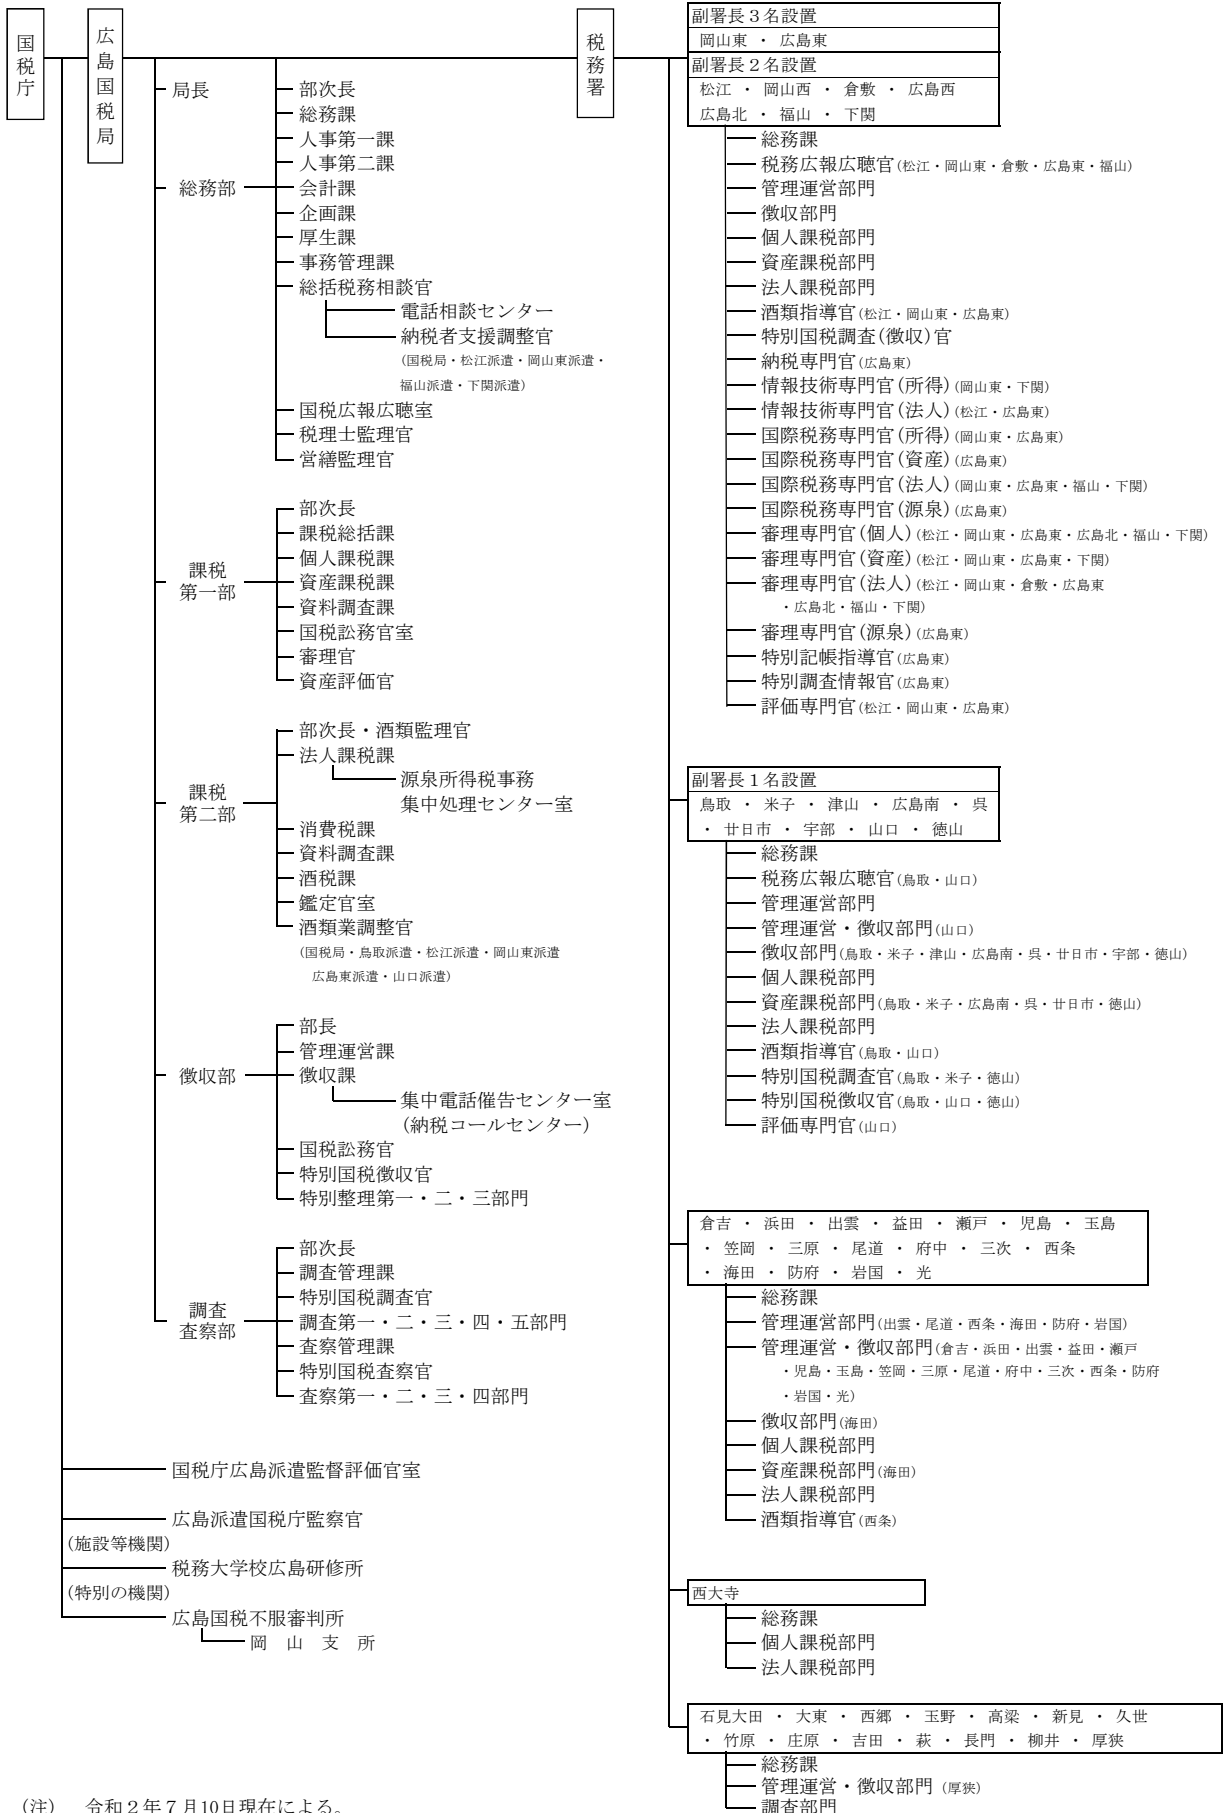 国税庁
広島国税局
局長
総務部
部次長
総務課
人事第一課
人事第二課
会計課
企画課
厚生課
事務管理課
総括税務相談官
電話相談センター
納税者支援調整官
(国税局・松江派遣・岡山東派遣・
福山派遣・下関派遣)
国税広報広聴室
税理士監理官
営繕監理官
課税
第一部
部次長
課税総括課
個人課税課
資産課税課
資料調査課
国税訟務官室
審理官
資産評価官
課税
第二部
部次長・酒類監理官
法人課税課
源泉所得税事務
集中処理センター室
消費税課
資料調査課
酒税課
鑑定官室
酒類業調整官
(国税局・鳥取派遣・松江派遣・岡山東派遣
広島東派遣・山口派遣)
徴収部
部長
管理運営課
徴収課
集中電話催告センター室
(納税コールセンター)
国税訟務官
特別国税徴収官
特別整理第一・二・三部門
調査
査察部
部次長
調査管理課
特別国税調査官
調査第一・二・三・四・五部門
査察管理課
特別国税査察官
査察第一・二・三・四部門
国税庁広島派遣監督評価官室
広島派遣国税庁監察官
(施設等機関)
税務大学校広島研修所
(特別の機関)
広島国税不服審判所
岡 山 支 所
税務署
副署長3名設置
岡山東 ・ 広島東
副署長2名設置
松江 ・ 岡山西 ・ 倉敷 ・ 広島西
広島北 ・ 福山 ・ 下関
総務課
税務広報広聴官(松江・岡山東・倉敷・広島東・福山)
管理運営部門
徴収部門
個人課税部門
資産課税部門
法人課税部門
酒類指導官(松江・岡山東・広島東)
特別国税調査(徴収)官
納税専門官(広島東)
情報技術専門官(所得)(岡山東・下関)
情報技術専門官(法人)(松江・広島東)
国際税務専門官(所得)(岡山東・広島東)
国際税務専門官(資産)(広島東)
国際税務専門官(法人)(岡山東・広島東・福山・下関)
国際税務専門官(源泉)(広島東)
審理専門官(個人)(松江・岡山東・広島東・広島北・福山・下関)
審理専門官(資産)(松江・岡山東・広島東・下関)
審理専門官(法人)(松江・岡山東・倉敷・広島東
・広島北・福山・下関)
審理専門官(源泉)(広島東)
特別記帳指導官(広島東)
特別調査情報官(広島東)
評価専門官(松江・岡山東・広島東)
副署長1名設置
鳥取 ・ 米子 ・ 津山 ・ 広島南 ・ 呉
・ 廿日市 ・ 宇部 ・ 山口 ・ 徳山
総務課
税務広報広聴官(鳥取・山口)
管理運営部門
管理運営・徴収部門(山口)
徴収部門(鳥取・米子・津山・広島南・呉・廿日市・宇部・徳山)
個人課税部門
資産課税部門(鳥取・米子・広島南・呉・廿日市・徳山)
法人課税部門
酒類指導官(鳥取・山口)
特別国税調査官(鳥取・米子・徳山)
特別国税徴収官(鳥取・山口・徳山)
評価専門官(山口)
倉吉 ・ 浜田 ・ 出雲 ・ 益田 ・ 瀬戸 ・ 児島 ・ 玉島
・ 笠岡 ・ 三原 ・ 尾道 ・ 府中 ・ 三次 ・ 西条
・ 海田 ・ 防府 ・ 岩国 ・ 光
総務課
管理運営部門(出雲・尾道・西条・海田・防府・岩国)
管理運営・徴収部門(倉吉・浜田・出雲・益田・瀬戸
・児島・玉島・笠岡・三原・尾道・府中・三次・西条・防府
・岩国・光)
徴収部門(海田)
個人課税部門
資産課税部門(海田)
法人課税部門
酒類指導官(西条)
西大寺
総務課
個人課税部門
法人課税部門
石見大田 ・ 大東 ・ 西郷 ・ 玉野 ・ 高梁 ・ 新見 ・ 久世
・ 竹原 ・ 庄原 ・ 吉田 ・ 萩 ・ 長門 ・ 柳井 ・ 厚狭
総務課
管理運営・徴収部門 (厚狭)
調査部門
(注) 令和2年7月10日現在による。